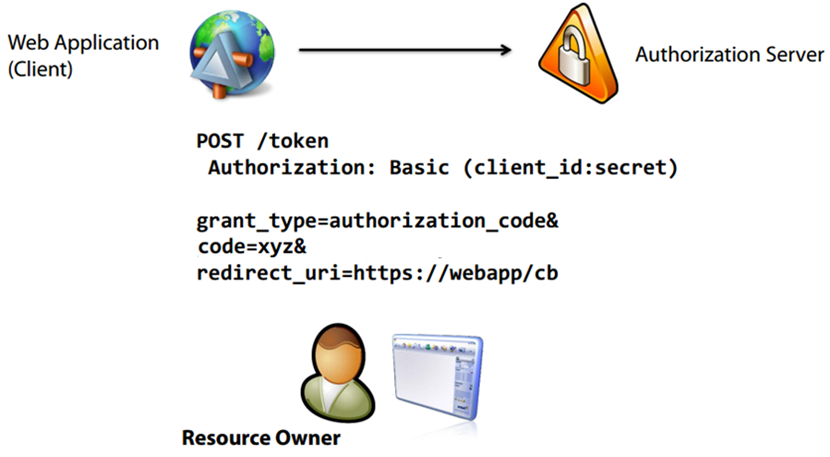 Web Application
(Client)
Authorization Server
POST /token
Authorization: Basic (client_id:secret)
grant_type=authorization_code&
code=xyz&
redirect_uri=https://webapp/cb
Resource Owner